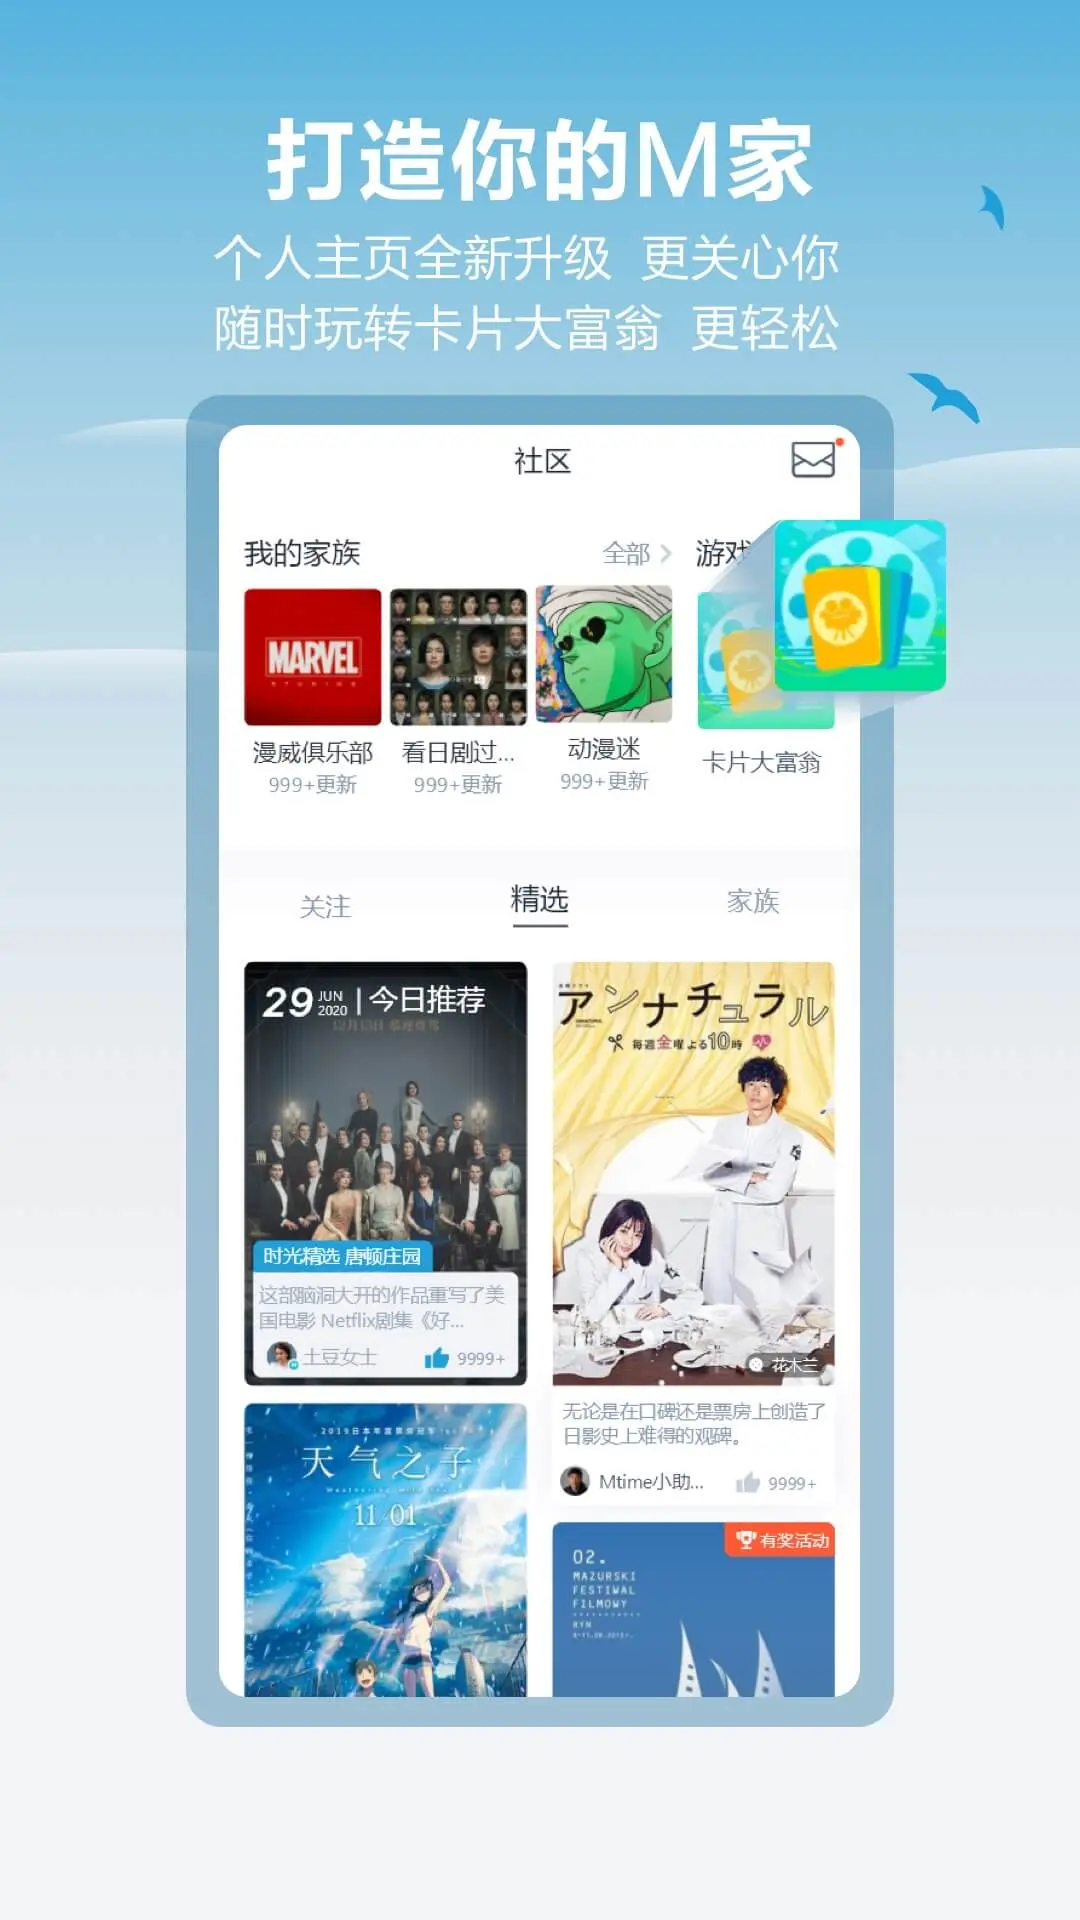 打造你的M家
个人主页全新升级 更关心你
随时玩转卡片大富翁 更轻松
社区
我的家族
全部
游戏
MARVEL
STUDIOS
漫威俱乐部
看日剧过...
动漫迷
卡片大富翁
999+更新
999+更新
999+更新
关注
精选
家族
29 JUN 2020 | 今日推荐
时光精选 唐顿庄园
这部脑洞大开的作品重写了美
国电影 Netflix剧集《好...
土豆女士
9999+
アンナチュラル
毎週金曜よる10時
花木兰
无论是在口碑还是票房上创造了
日影史上难得的观碑。
Mtime小助...
9999+
天气之子
Weathering With You
11/01
有奖活动
02.
MAZURSKI
FESTIWAL
FILMOWY
RYN